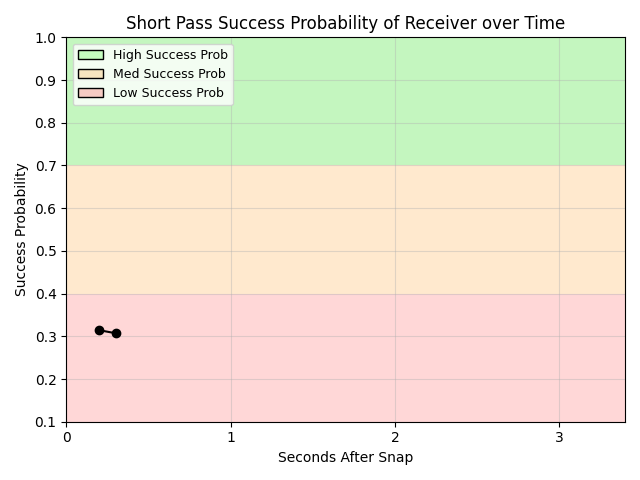 Short Pass Success Probability of Receiver over Time
1.0
High Success Prob
Med Success Prob
Low Success Prob
0.9
0.8
0.7
0.6
0.5
0.4
0.3
0.2
0.1
Success Probability
0 1 2 3
Seconds After Snap